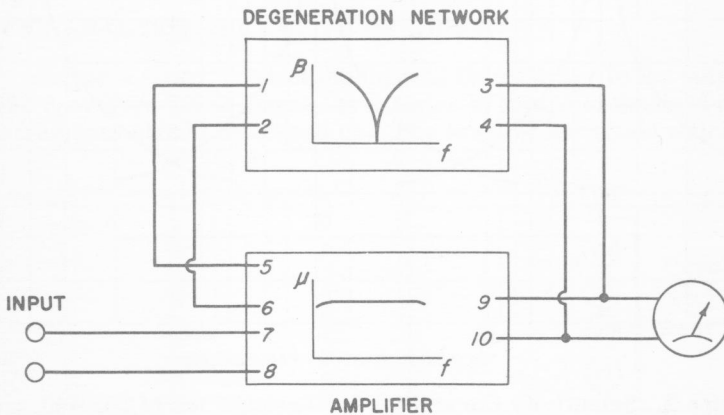 DEGENERATION NETWORK
β
1
2
f
3
4
5
6
7
8
μ
f
9
10
INPUT
AMPLIFIER